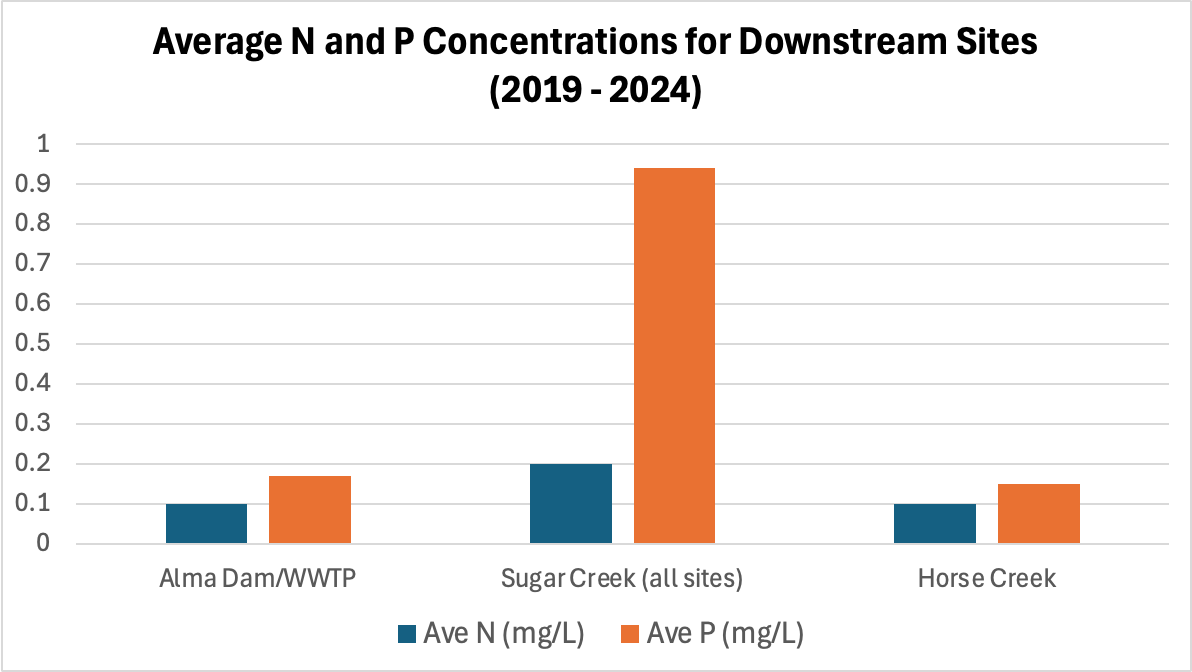 Average N and P Concentrations for Downstream Sites
(2019 - 2024)
1
0.9
0.8
0.7
0.6
0.5
0.4
0.3
0.2
0.1
0
Alma Dam/WWTP
Sugar Creek (all sites)
Horse Creek
Ave N (mg/L)
Ave P (mg/L)